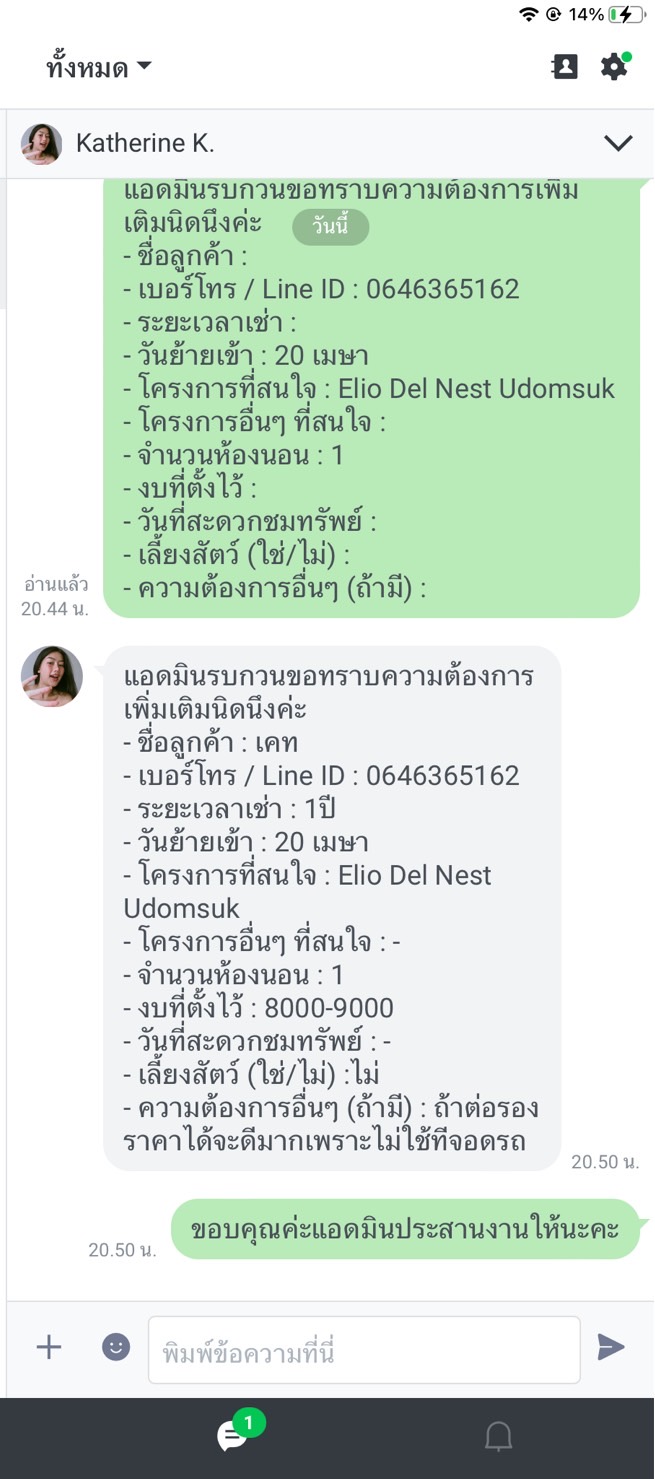 14%
ทั้งหมด
Katherine K.
แอดมินรบกวนขอทราบความต้องการเพิ่ม
เติมนิดนึงค่ะ
วันนี้
- ชื่อลูกค้า :
- เบอร์โทร / Line ID : 0646365162
- ระยะเวลาเช่า :
- วันย้ายเข้า : 20 เมษา
- โครงการที่สนใจ : Elio Del Nest Udomsuk
- โครงการอื่นๆ ที่สนใจ :
- จำนวนห้องนอน : 1
- งบที่ตั้งไว้ :
- วันที่สะดวกชมทรัพย์ :
- เลี้ยงสัตว์ (ใช่/ไม่) :
- ความต้องการอื่นๆ (ถ้ามี) :
อ่านแล้ว
20.44 น.
แอดมินรบกวนขอทราบความต้องการ
เพิ่มเติมนิดนึงค่ะ
- ชื่อลูกค้า : เคท
- เบอร์โทร / Line ID : 0646365162
- ระยะเวลาเช่า : 1ปี
- วันย้ายเข้า : 20 เมษา
- โครงการที่สนใจ : Elio Del Nest
Udomsuk
- โครงการอื่นๆ ที่สนใจ : -
- จำนวนห้องนอน : 1
- งบที่ตั้งไว้ : 8000-9000
- วันที่สะดวกชมทรัพย์ : -
- เลี้ยงสัตว์ (ใช่/ไม่) :ไม่
- ความต้องการอื่นๆ (ถ้ามี) : ถ้าต่อรอง
ราคาได้จะดีมากเพราะไม่ใช้ที่จอดรถ
20.50 น.
ขอบคุณค่ะแอดมินประสานงานให้นะคะ
20.50 น.
พิมพ์ข้อความที่นี่
1